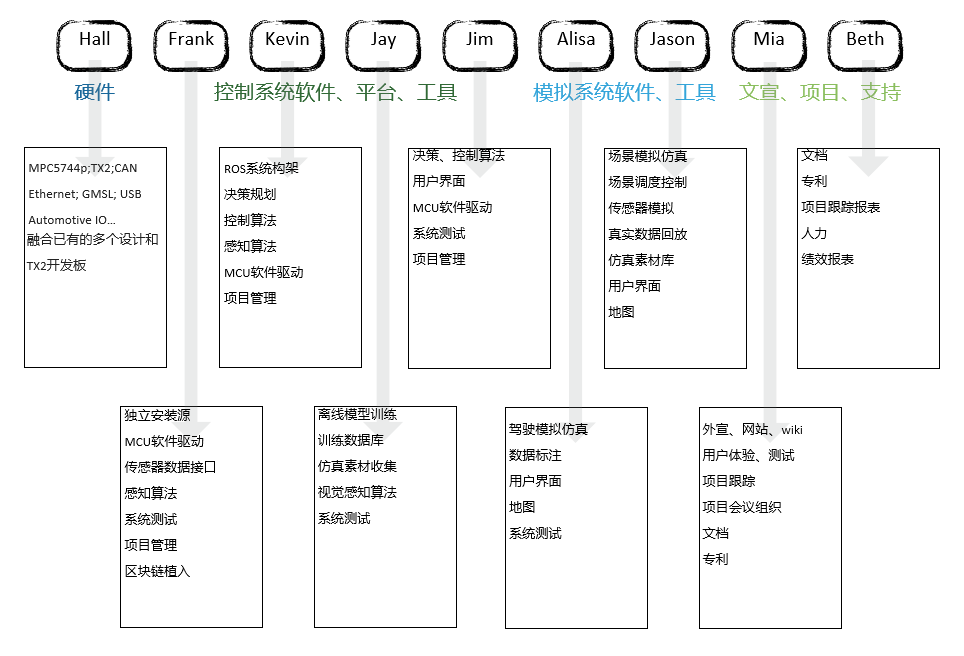 Hall
Frank
Kevin
Jay
Jim
Alisa
Jason
Mia
Beth
硬件
控制系统软件、平台、工具
模拟系统软件、工具
文宣、项目、支持
MPC5744p;TX2;CAN
Ethernet; GMSL; USB
Automotive IO...
融合已有的多个设计和
TX2开发板
ROS系统构架
决策规划
控制算法
感知算法
MCU软件驱动
项目管理
决策、控制算法
用户界面
MCU软件驱动
系统测试
项目管理
场景模拟仿真
场景调度控制
传感器模拟
真实数据回放
仿真素材库
用户界面
地图
文档
专利
项目跟踪报表
人力
绩效报表
独立安装源
MCU软件驱动
传感器数据接口
感知算法
系统测试
项目管理
区块链植入
离线模型训练
训练数据库
仿真素材收集
视觉感知算法
系统测试
驾驶模拟仿真
数据标注
用户界面
地图
系统测试
外宣、网站、wiki
用户体验、测试
项目跟踪
项目会议组织
文档
专利